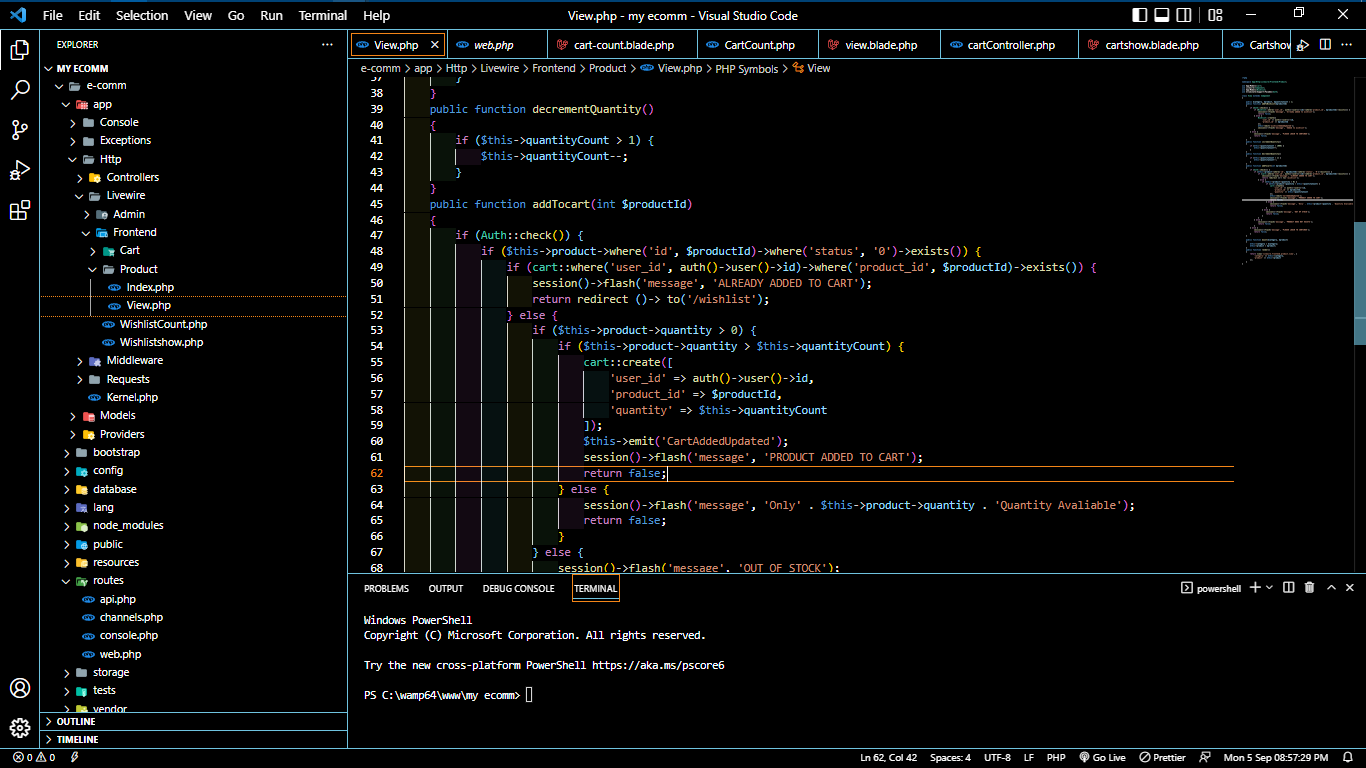 File Edit Selection View Go Run Terminal Help
View.php - my ecomm - Visual Studio Code
EXPLORER
MY ECOMM
e-comm
app
Console
Exceptions
Http
Controllers
Livewire
Admin
Frontend
Cart
Product
Index.php
View.php
WishlistCount.php
Wishlistshow.php
Middleware
Requests
Kernel.php
Models
Providers
bootstrap
config
database
lang
node_modules
public
resources
routes
api.php
channels.php
console.php
web.php
storage
tests
vendor
OUTLINE
TIMELINE
View.php web.php cart-count.blade.php CartCount.php view.blade.php cartController.php cartshow.blade.php Cartshow
e-comm > app > Http > Livewire > Frontend > Product > View.php > PHP Symbols > View
37 }
38 }
39 public function decrementQuantity()
40 {
41 if ($this->quantityCount > 1) {
42 $this->quantityCount--;
43 }
44 }
45 public function addTocart(int $productId)
46 {
47 if (Auth::check()) {
48 if ($this->product->where('id', $productId)->where('status', '0')->exists()) {
49 if (cart::where('user_id', auth()->user()->id)->where('product_id', $productId)->exists()) {
50 session()->flash('message', 'ALREADY ADDED TO CART');
51 return redirect ()-> to('/wishlist');
52 } else {
53 if ($this->product->quantity > 0) {
54 if ($this->product->quantity > $this->quantityCount) {
55 cart::create([
56 'user_id' => auth()->user()->id,
57 'product_id' => $productId,
58 'quantity' => $this->quantityCount
59 ]);
60 $this->emit('CartAddedUpdated');
61 session()->flash('message', 'PRODUCT ADDED TO CART');
62 return false;
63 } else {
64 session()->flash('message', 'Only' . $this->product->quantity . 'Quantity Avaliable');
65 return false;
66 }
67 } else {
68 session()->flash('message', 'OUT OF STOCK');
PROBLEMS OUTPUT DEBUG CONSOLE TERMINAL
powershell
Windows PowerShell
Copyright (C) Microsoft Corporation. All rights reserved.
Try the new cross-platform PowerShell https://aka.ms/pscore6
PS C:\wamp64\www\my ecomm>
0 0
Ln 62, Col 42 Spaces: 4 UTF-8 LF PHP Go Live Prettier Mon 5 Sep 08:57:29 PM